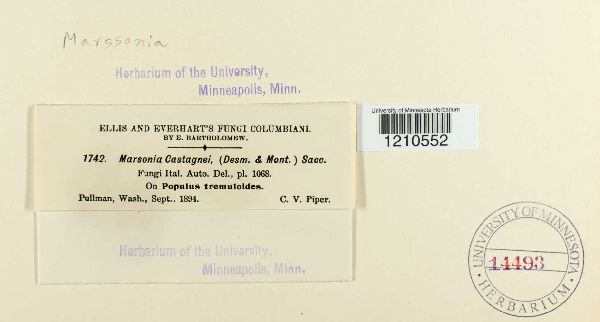 Marssonia
Herbarium of the University,
Minneapolis, Minn.
University of Minnesota Herbarium
1210552
ELLIS AND EVERHART'S FUNGI COLUMBIANI.
BY E. BARTHOLOMEW.
1742. Marsonia Castagnei, (Desm. & Mont.) Sacc.
Fungi Ital. Auto. Del., pl. 1068.
On Populus tremuloides.
Pullman, Wash., Sept.. 1894. C. V. Piper.
Herbarium of the University,
Minneapolis, Minn.
UNIVERSITY OF MINNESOTA
14493
• HERBARIUM •